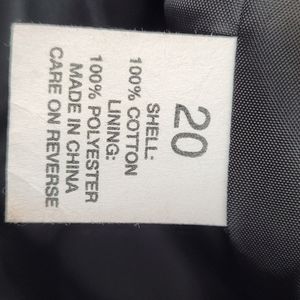 20
SHELL:
100% COTTON
LINING:
100% POLYESTER
MADE IN CHINA
CARE ON REVERSE